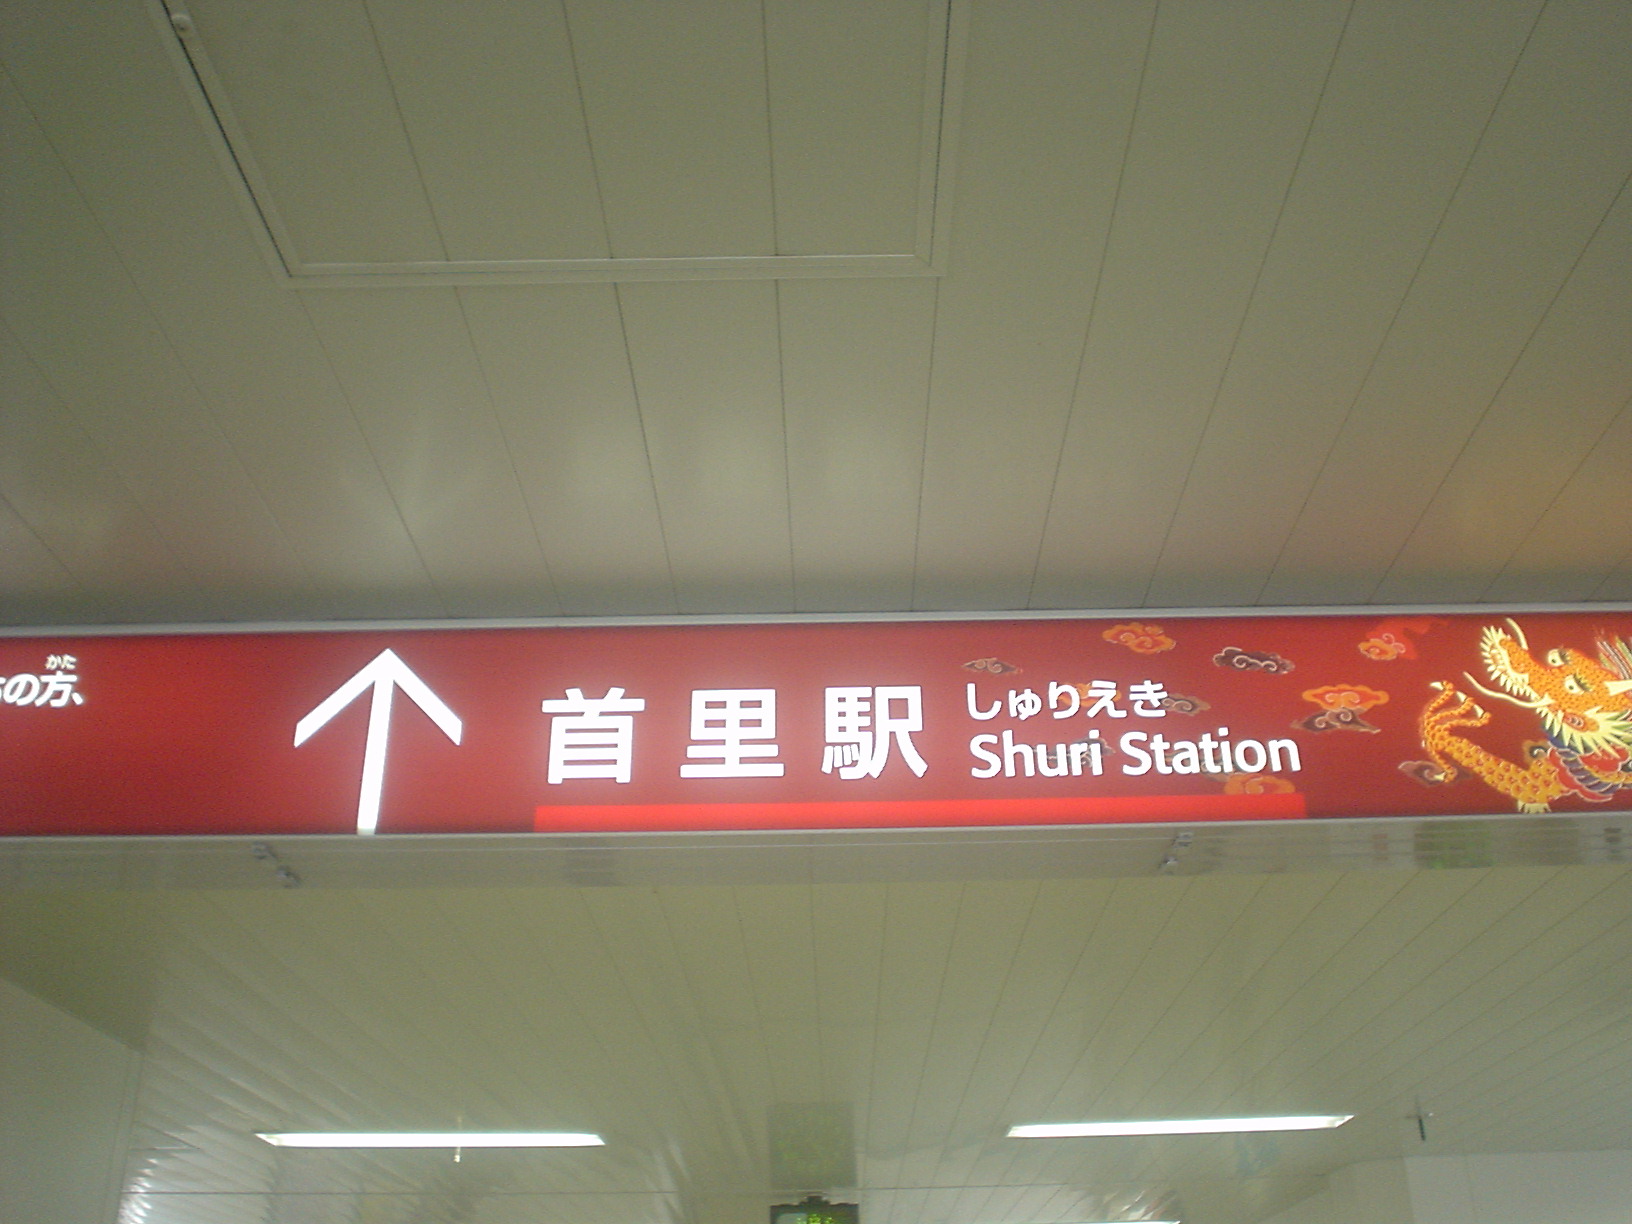 かた
の方、
首里駅
しゅりえき
Shuri Station